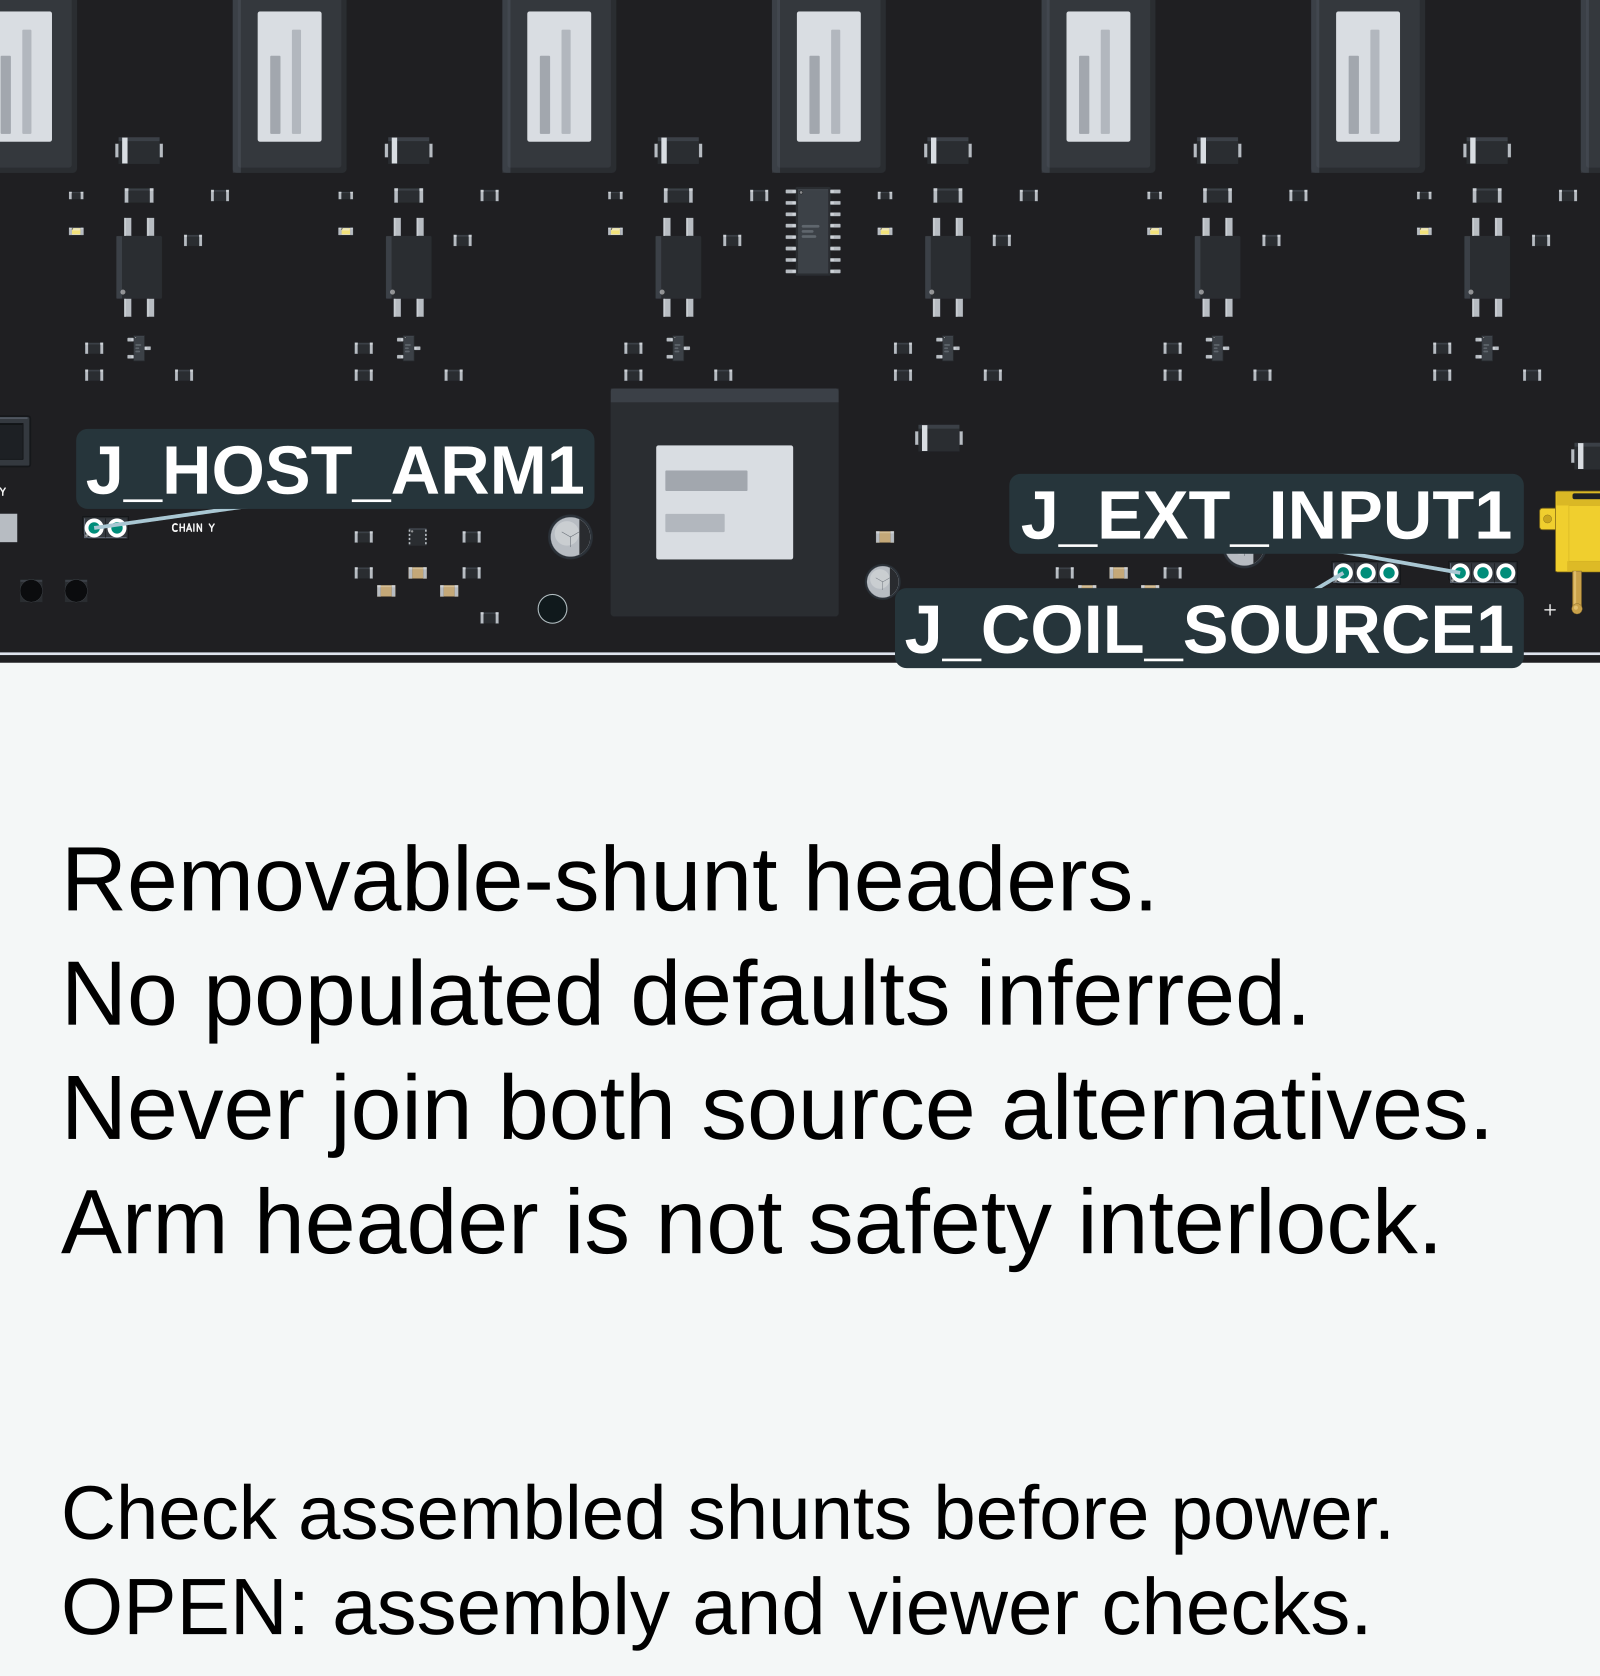 J_HOST_ARM1
J_EXT_INPUT1
Y
CHAIN Y
+
J_COIL_SOURCE1
Removable-shunt headers.
No populated defaults inferred.
Never join both source alternatives.
Arm header is not safety interlock.
Check assembled shunts before power.
OPEN: assembly and viewer checks.